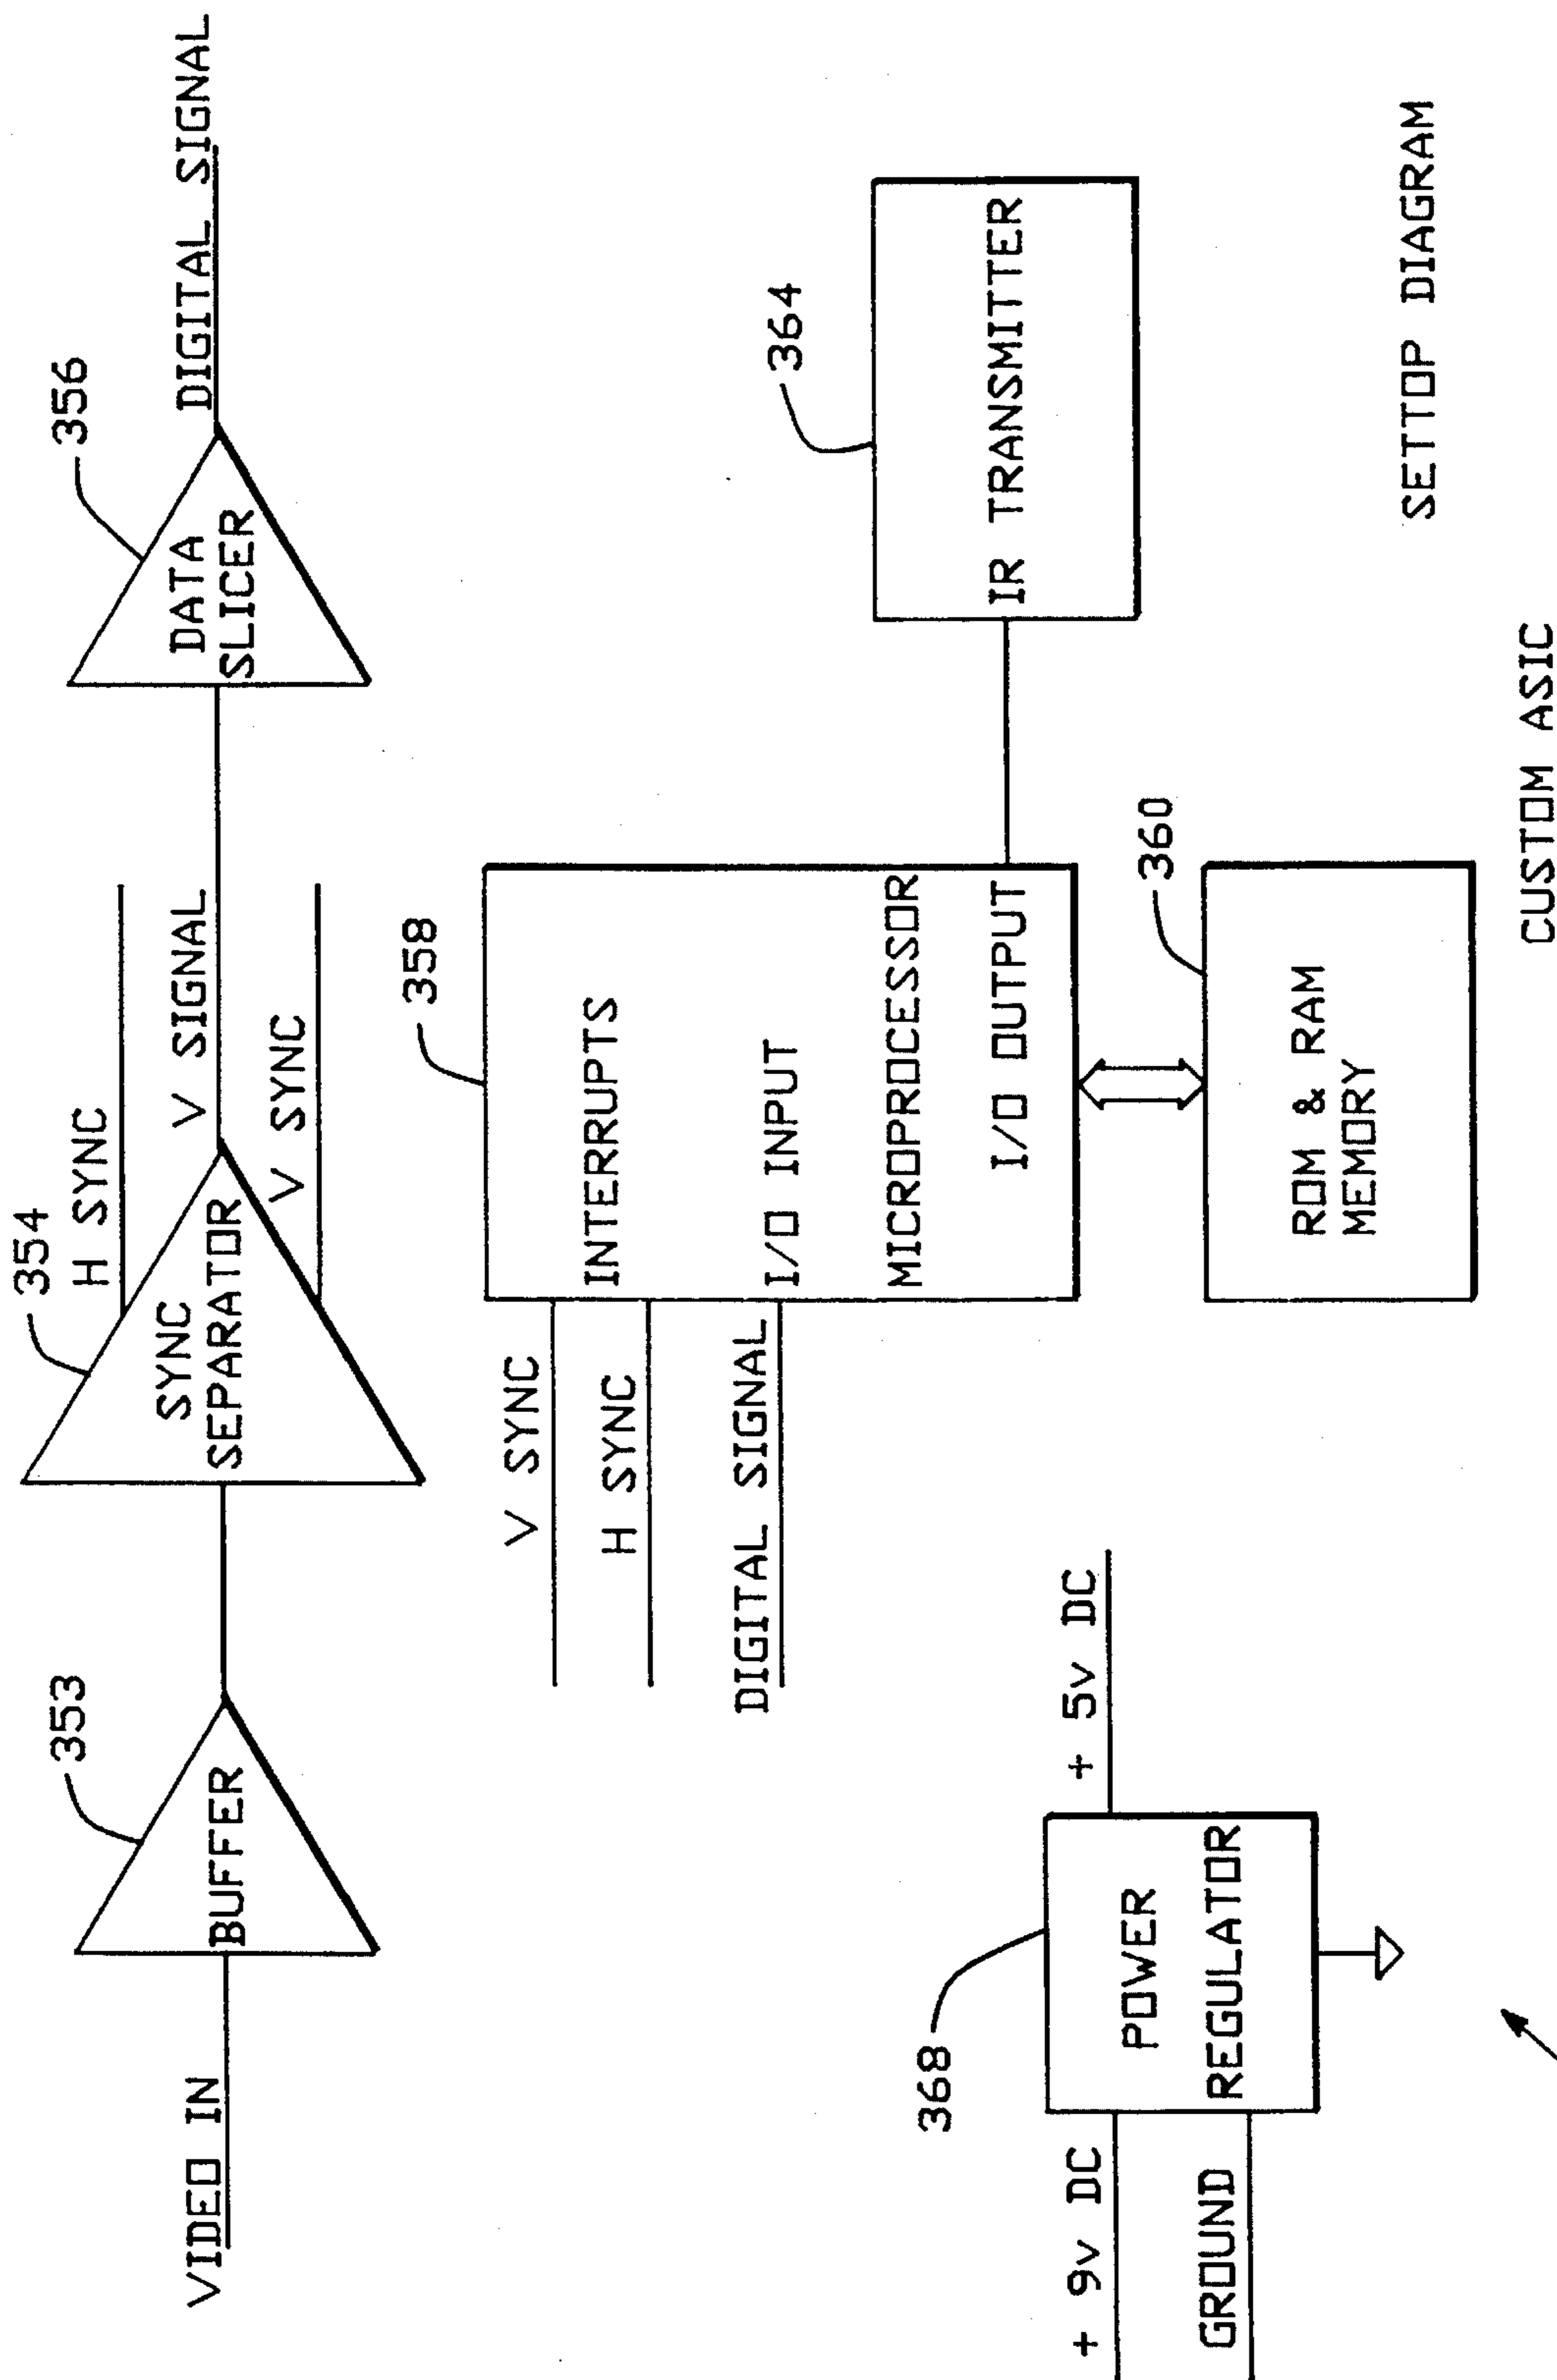 353
354
356
VIDEO IN
BUFFER
SYNC
SEPARATOR
H SYNC
V SIGNAL
V SYNC
DATA
SLICER
DIGITAL SIGNAL
358
V SYNC
H SYNC
DIGITAL SIGNAL
INTERRUPTS
I/O INPUT
MICROPROCESSOR
I/O OUTPUT
364
IR TRANSMITTER
360
ROM & RAM
MEMORY
368
+ 9v DC
GROUND
POWER
REGULATOR
+ 5v DC
SETTOP DIAGRAM
CUSTOM ASIC